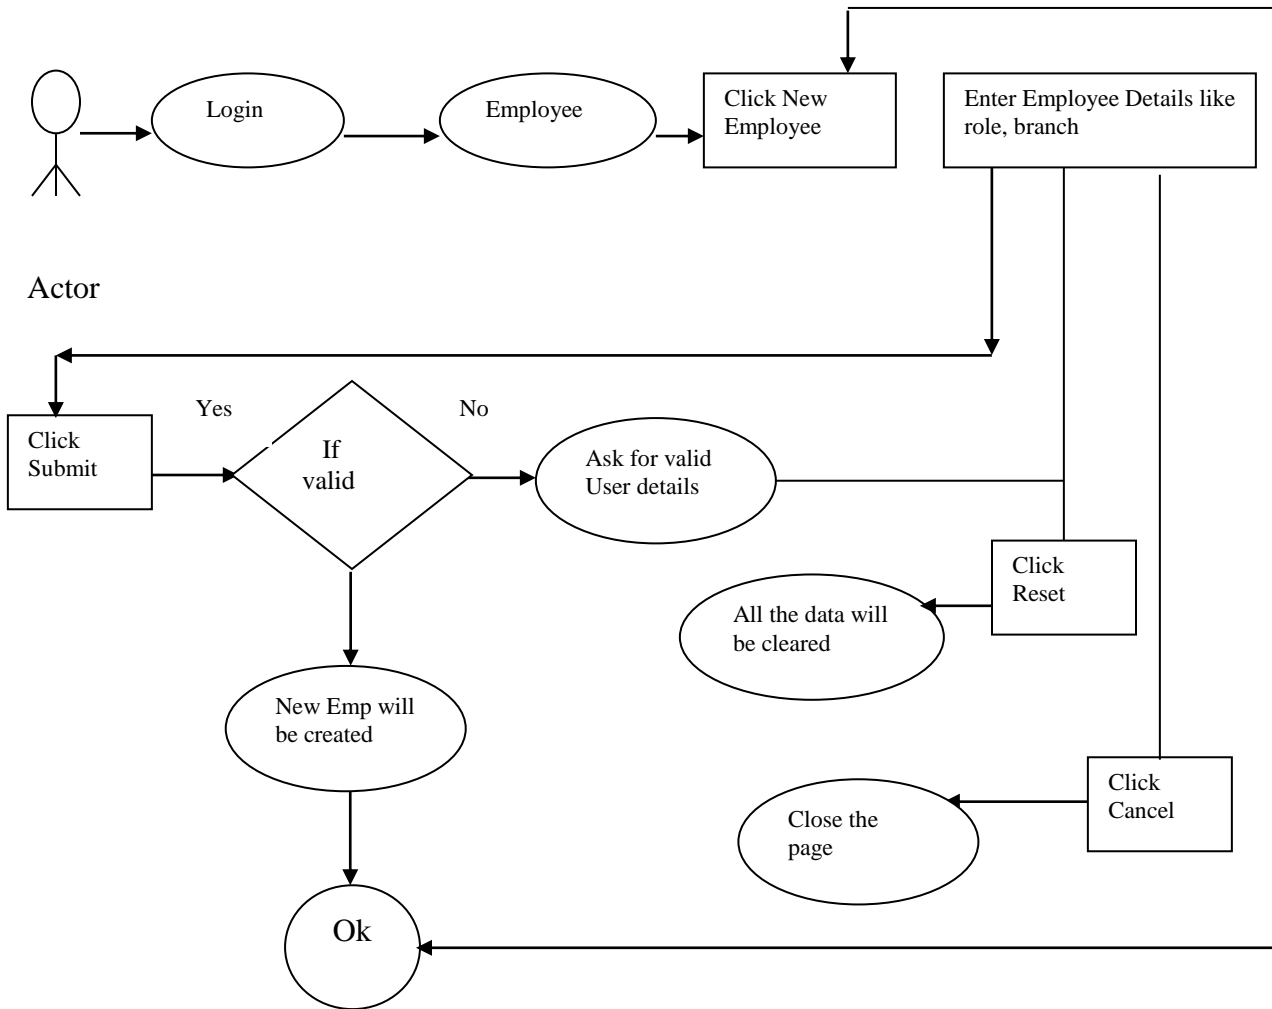 Login
Employee
Click New
Employee
Enter Employee Details like
role, branch
Actor
Yes
No
Click
Submit
If
valid
Ask for valid
User details
Click
Reset
All the data will
be cleared
New Emp will
be created
Click
Cancel
Close the
page
Ok